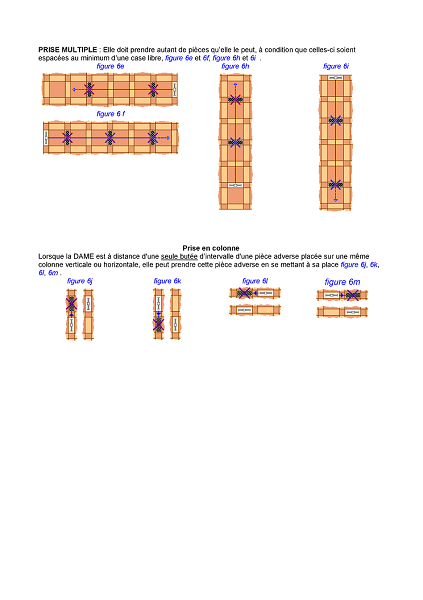 PRISE MULTIPLE : Elle doit prendre autant de pièces qu'elle le peut, à condition que celles-ci soient
espacées au minimum d'une case libre, figure 6e et 6f, figure 6h et 6i .
figure 6e
figure 6h
figure 6i
figure 6 f
Prise en colonne
Lorsque la DAME est à distance d'une seule butée d'intervalle d'une pièce adverse placée sur une même
colonne verticale ou horizontale, elle peut prendre cette pièce adverse en se mettant à sa place figure 6j, 6k,
6l, 6m .
figure 6j
figure 6k
figure 6l
figure 6m